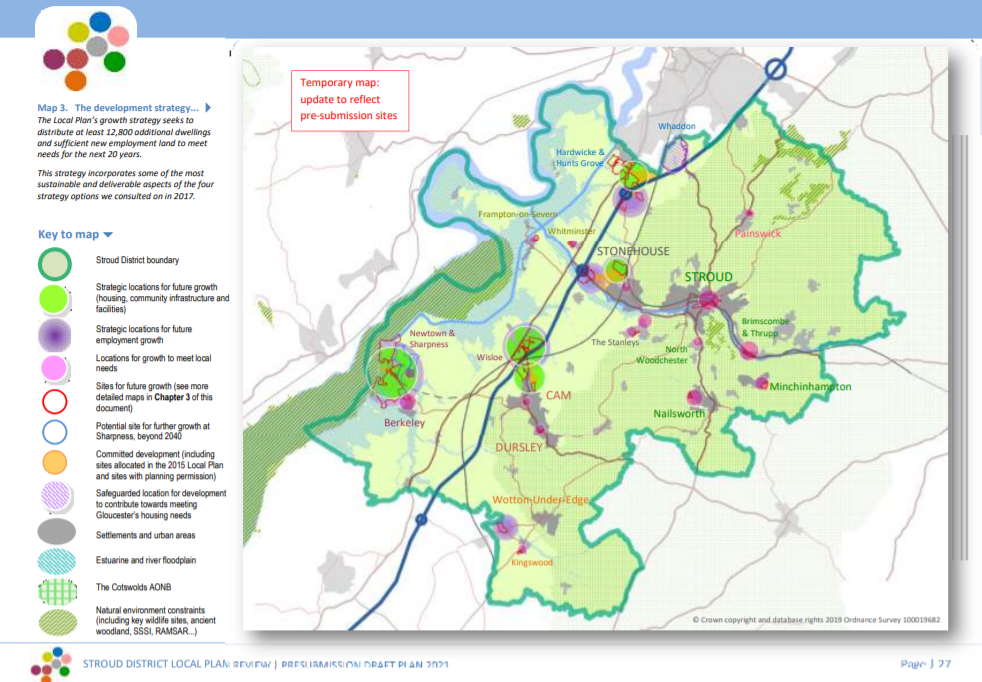 Map 3. The development strategy...
The Local Plan's growth strategy seeks to
distribute at least 12,800 additional dwellings
and sufficient new employment land to meet
needs for the next 20 years.
This strategy incorporates some of the most
sustainable and deliverable aspects of the four
strategy options we consulted on in 2017.
Key to map
Stroud District boundary
Strategic locations for future growth
(housing, community infrastructure and
facilities)
Strategic locations for future
employment growth
Locations for growth to meet local
needs
Sites for future growth (see more
detailed maps in Chapter 3 of this
document)
Potential site for further growth at
Sharpness, beyond 2040
Committed development (including
sites allocated in the 2015 Local Plan
and sites with planning permission)
Safeguarded location for development
to contribute towards meeting
Gloucester's housing needs
Settlements and urban areas
Estuarine and river floodplain
The Cotswolds AONB
Natural environment constraints
(including key wildlife sites, ancient
woodland, SSSI, RAMSAR...)
Temporary map:
update to reflect
pre-submission sites
Whaddon
Hardwicke &
Hunts Grove
Frampton-on-Severn
Whitminster
Painswick
STONEHOUSE
STROUD
Brimscombe
& Thrupp
Newtown &
Sharpness
The Stanleys
North
Woodchester
Wisloe
Minchinhampton
CAM
Berkeley
Nailsworth
DURSLEY
Wotton-Under-Edge
Kingswood
© Crown copyright and database rights 2019 Ordnance Survey 100019682
STROUD DISTRICT LOCAL PLAN REVIEW | PRESUBMISSION DRAFT PLAN 2021
Page | 27